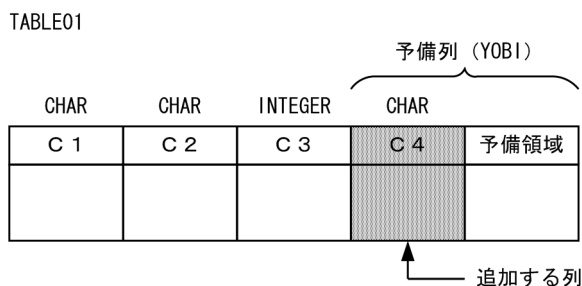 TABLE01
予備列（YOBI）
CHAR CHAR INTEGER CHAR
Ｃ１ Ｃ２ Ｃ３ Ｃ４ 予備領域
追加する列